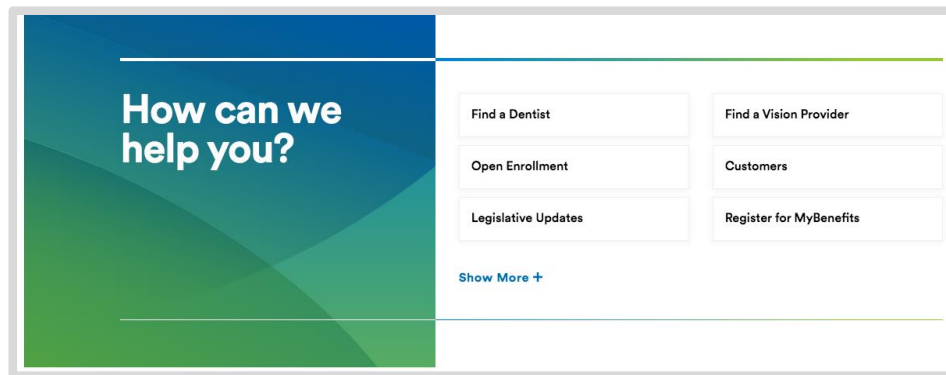 How can we
help you?
Find a Dentist
Find a Vision Provider
Open Enrollment
Customers
Legislative Updates
Register for MyBenefits
Show More +